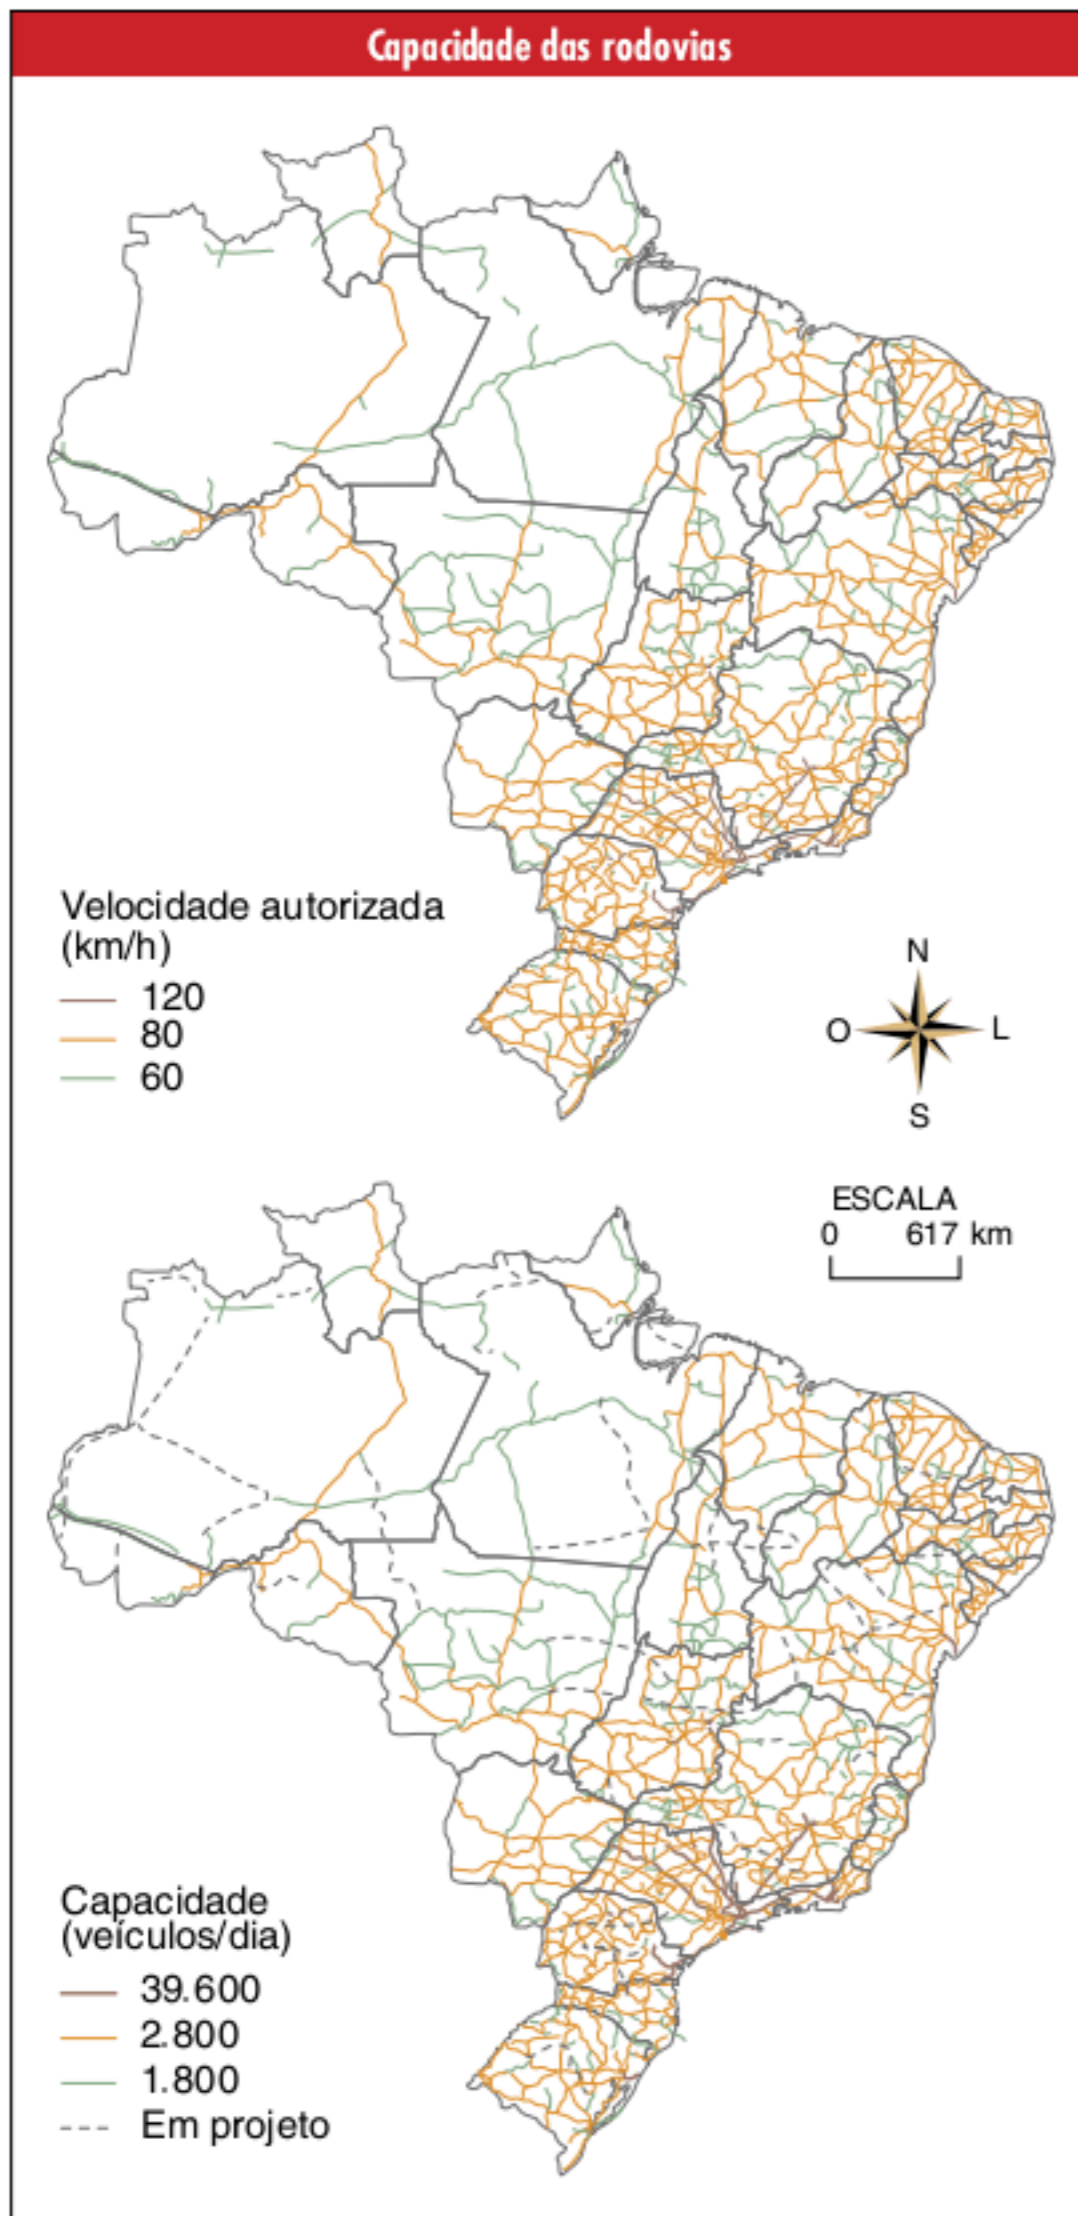 Capacidade das rodovias
Velocidade autorizada
(km/h)
120
80
60
N
O
L
S
ESCALA
0 617 km
Capacidade
(veículos/dia)
39.600
2.800
1.800
Em projeto